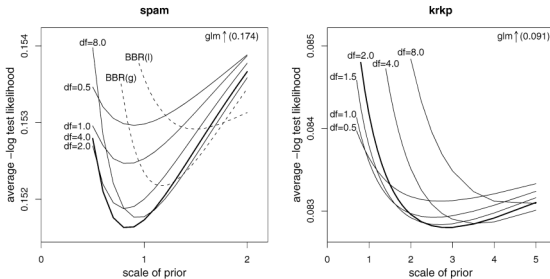 spam
average −log test likelihood
0.152
0.153
0.154
df=8.0
df=0.5
df=1.0
df=4.0
df=2.0
BBR(l)
BBR(g)
glm↑(0.174)
0
1
2
scale of prior
krkp
average −log test likelihood
0.083
0.084
0.085
df=2.0
df=1.5
df=4.0
df=8.0
df=1.0
df=0.5
glm↑(0.091)
0
1
2
3
4
5
scale of prior